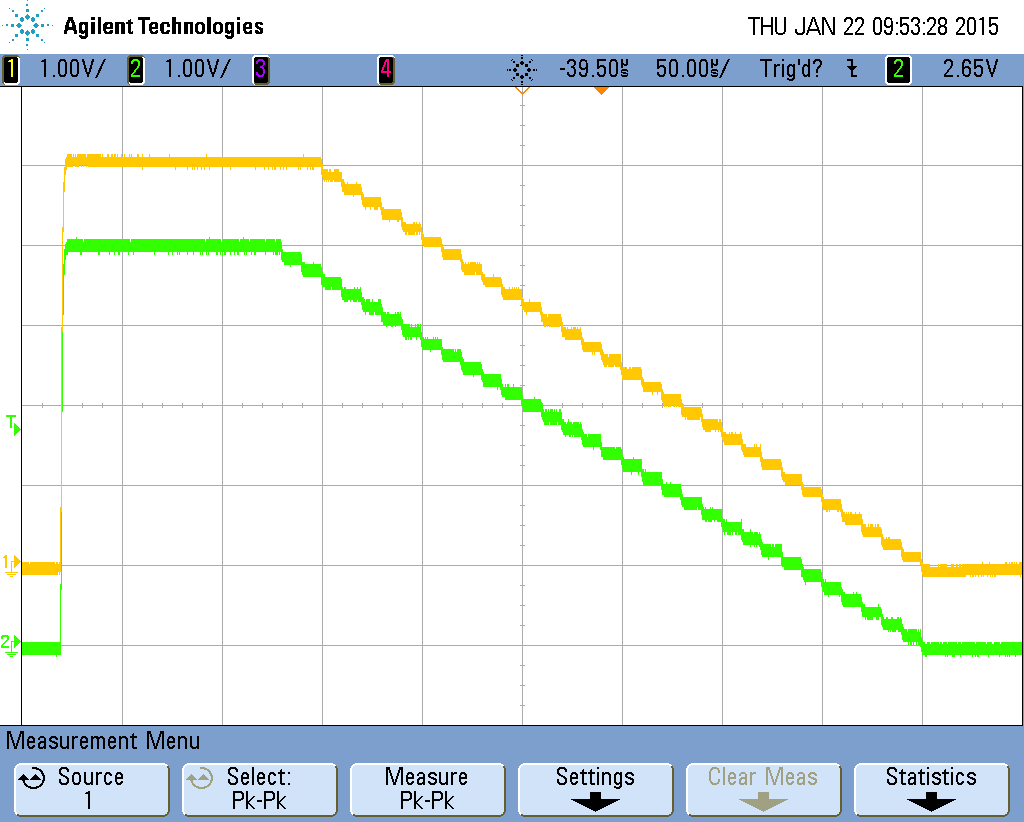 Agilent Technologies THU JAN 22 09:53:28 2015
1 1.00V/ 2 1.00V/ 3 4 -39.50µs 50.00µs/ Trig'd? 2 2.65V
T
1
2
Measurement Menu
Source Select: Measure Settings Clear Meas Statistics
1 Pk-Pk Pk-Pk